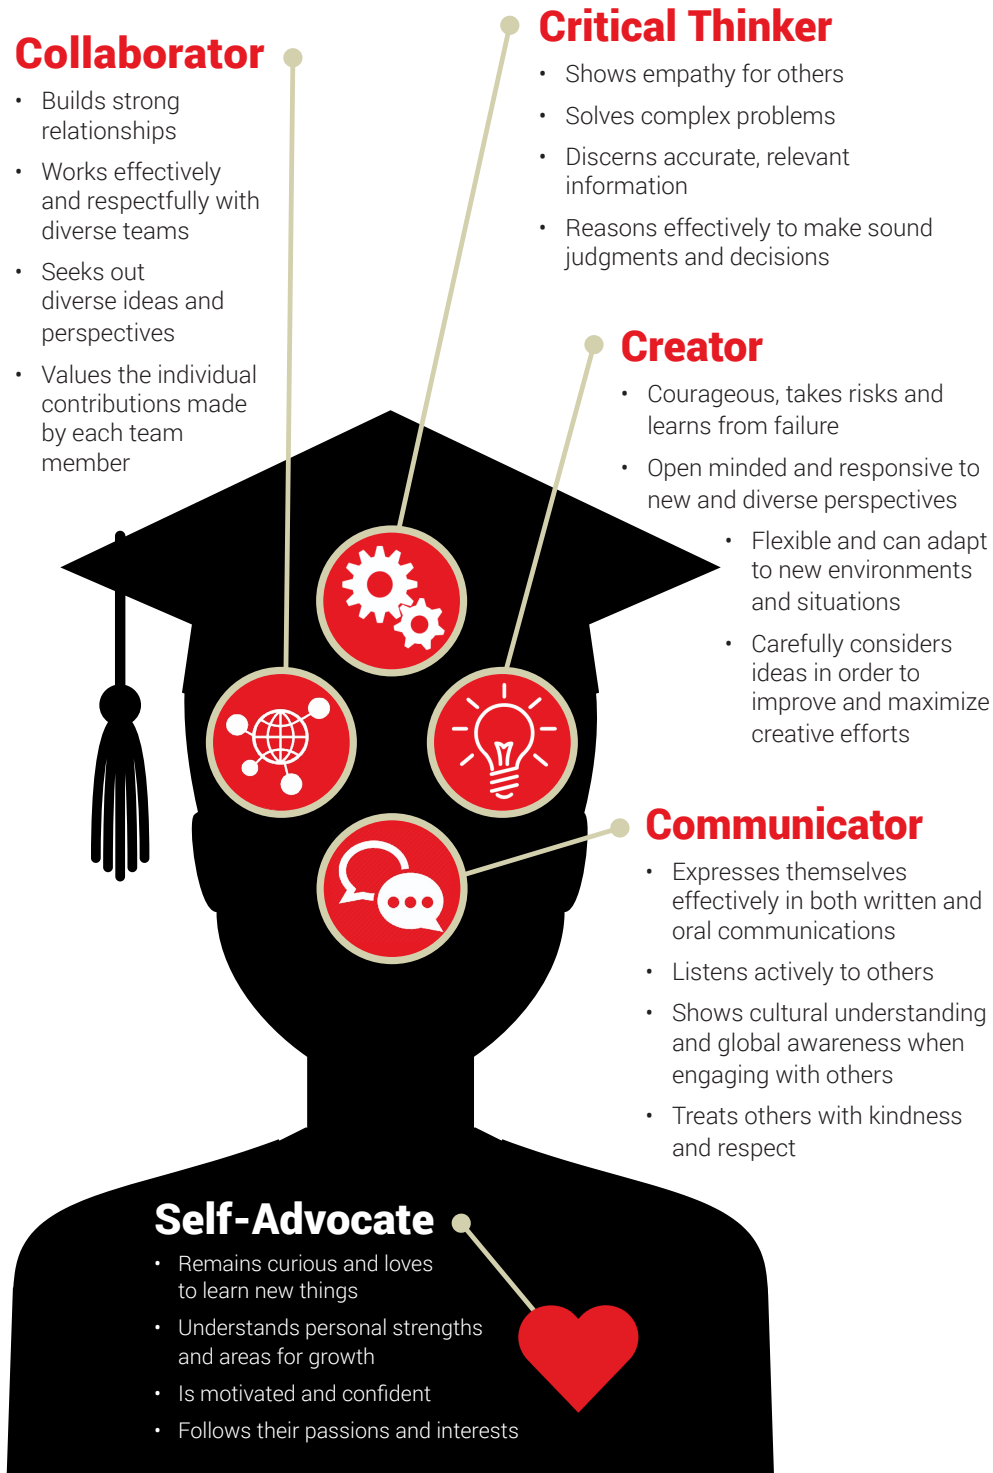 Collaborator
• Builds strong
relationships
• Works effectively
and respectfully with
diverse teams
• Seeks out
diverse ideas and
perspectives
• Values the individual
contributions made
by each team
member
Critical Thinker
• Shows empathy for others
• Solves complex problems
• Discerns accurate, relevant
information
• Reasons effectively to make sound
judgments and decisions
Creator
• Courageous, takes risks and
learns from failure
• Open minded and responsive to
new and diverse perspectives
• Flexible and can adapt
to new environments
and situations
• Carefully considers
ideas in order to
improve and maximize
creative efforts
Communicator
• Expresses themselves
effectively in both written and
oral communications
• Listens actively to others
• Shows cultural understanding
and global awareness when
engaging with others
• Treats others with kindness
and respect
Self-Advocate
• Remains curious and loves
to learn new things
• Understands personal strengths
and areas for growth
• Is motivated and confident
• Follows their passions and interests